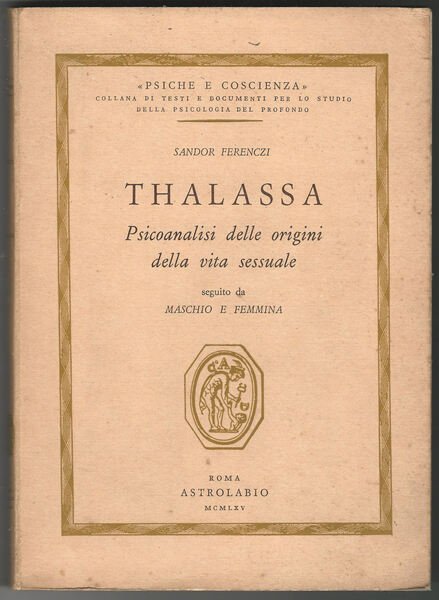 «PSICHE E COSCIENZA»
COLLANA DI TESTI E DOCUMENTI PER LO STUDIO
DELLA PSICOLOGIA DEL PROFONDO
SANDOR FERENCZI
THALASSA
Psicoanalisi delle origini
della vita sessuale
seguito da
MASCHIO E FEMMINA
ROMA
ASTROLABIO
MCMLXV